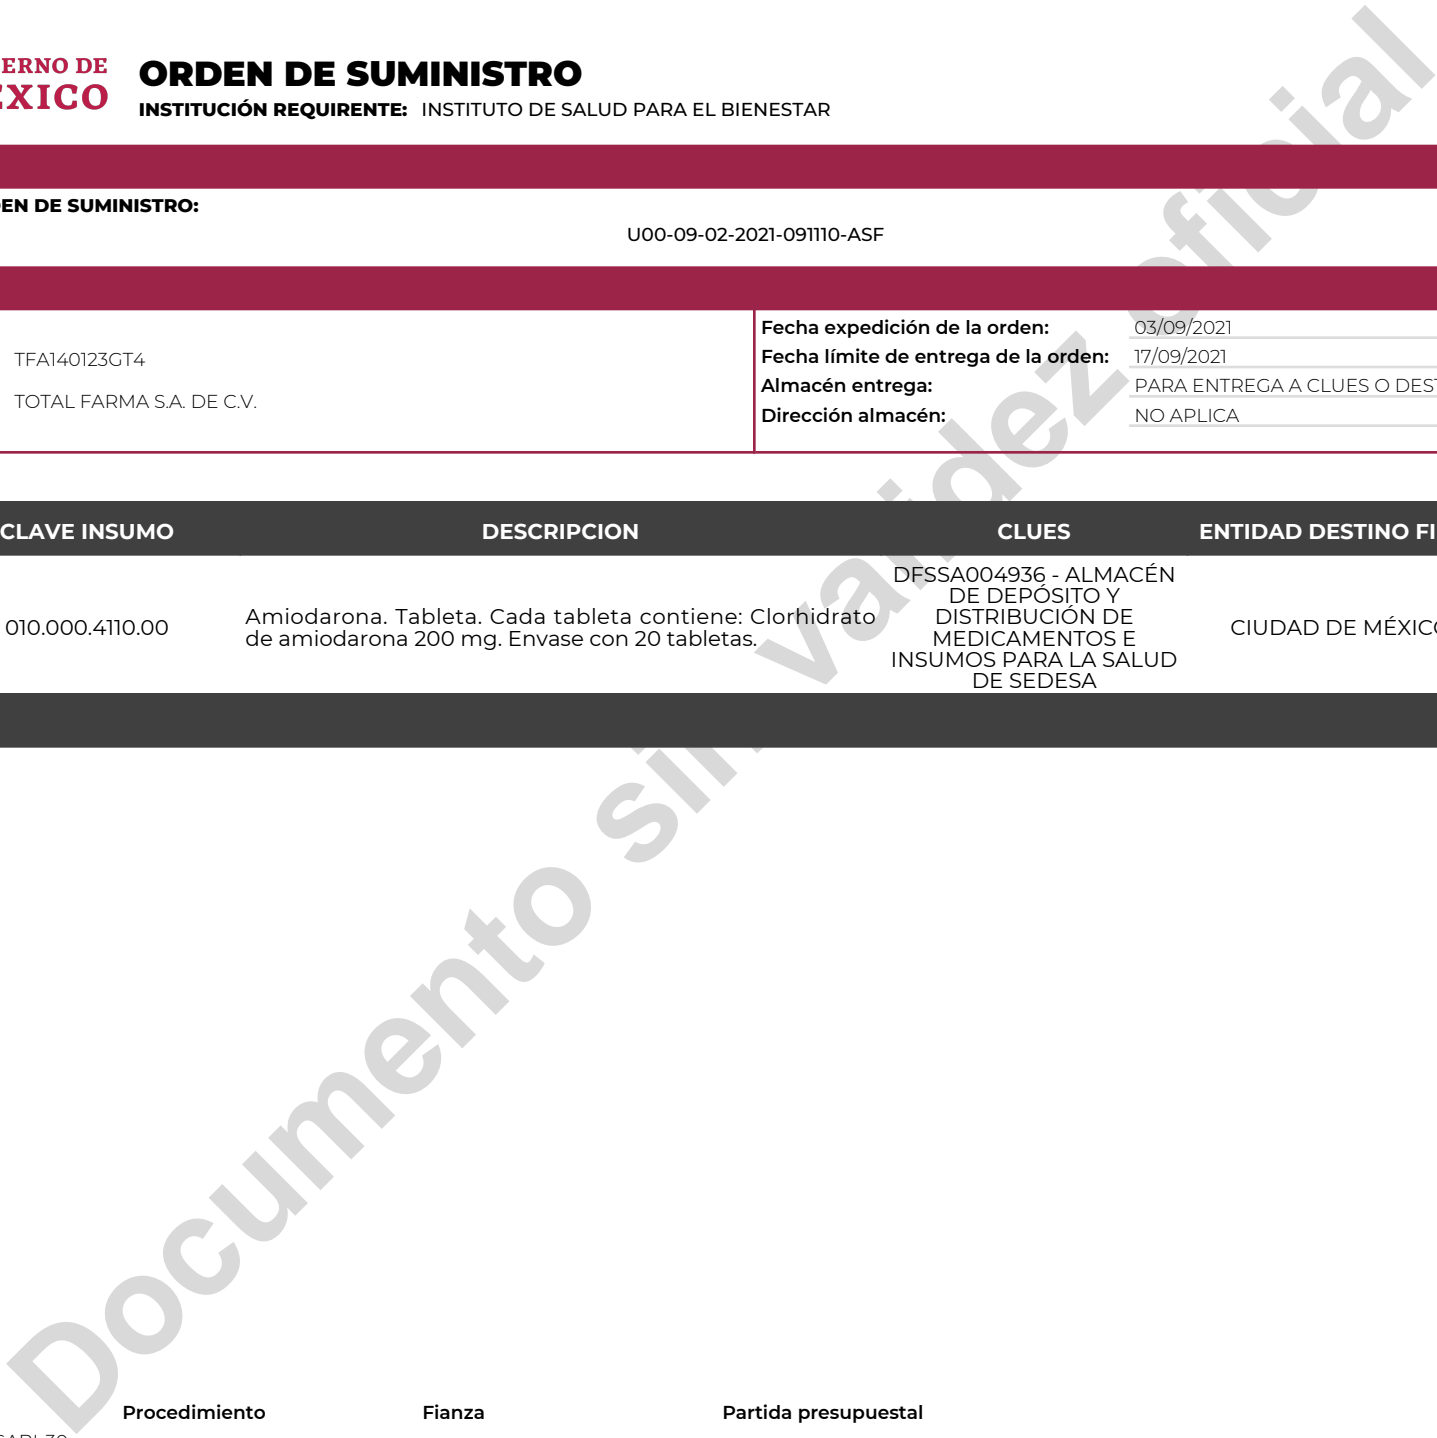 ERNO DE
ÉXICO
ORDEN DE SUMINISTRO
INSTITUCIÓN REQUIRENTE: INSTITUTO DE SALUD PARA EL BIENESTAR
EN DE SUMINISTRO:
U00-09-02-2021-091110-ASF
TFA140123GT4
TOTAL FARMA S.A. DE C.V.
Fecha expedición de la orden: 03/09/2021
Fecha límite de entrega de la orden: 17/09/2021
Almacén entrega: PARA ENTREGA A CLUES O DEST
Dirección almacén: NO APLICA
CLAVE INSUMO DESCRIPCION CLUES ENTIDAD DESTINO FI
010.000.4110.00
Amiodarona. Tableta. Cada tableta contiene: Clorhidrato
de amiodarona 200 mg. Envase con 20 tabletas.
DFSSA004936 - ALMACÉN
DE DEPÓSITO Y
DISTRIBUCIÓN DE
MEDICAMENTOS E
INSUMOS PARA LA SALUD
DE SEDESA
CIUDAD DE MÉXICO
Documento sin validez oficial
Procedimiento Fianza Partida presupuestal